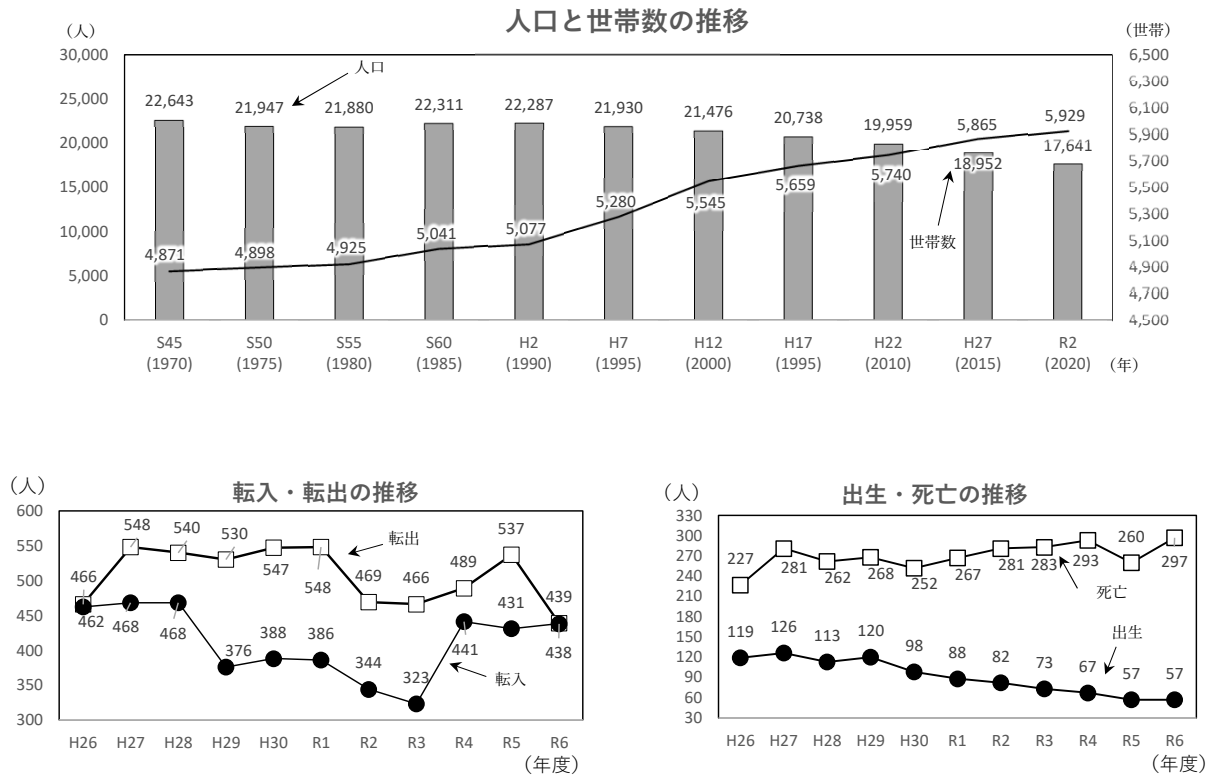 人口と世帯数の推移
（人）
（世帯）
30,000
25,000
20,000
15,000
10,000
5,000
0
6,500
6,300
6,100
5,900
5,700
5,500
5,300
5,100
4,900
4,700
4,500
人口
22,643 21,947 21,880 22,311 22,287 21,930 21,476 20,738 19,959 18,952 17,641
4,871 4,898 4,925 5,041 5,077 5,280 5,545 5,659 5,740 5,865 5,929
世帯数
S45 S50 S55 S60 H2 H7 H12 H17 H22 H27 R2
(1970) (1975) (1980) (1985) (1990) (1995) (2000) (1995) (2010) (2015) (2020) （年）
転入・転出の推移
（人）
600
550
500
450
400
350
300
転出
466 548 540 530 547 548 469 466 489 537 439
462 468 468 376 388 386 344 323 441 431 438
転入
H26 H27 H28 H29 H30 R1 R2 R3 R4 R5 R6
（年度）
出生・死亡の推移
（人）
330
300
270
240
210
180
150
120
90
60
30
227 281 262 268 252 267 281 283 293 260 297
死亡
出生
119 126 113 120 98 88 82 73 67 57 57
H26 H27 H28 H29 H30 R1 R2 R3 R4 R5 R6
（年度）